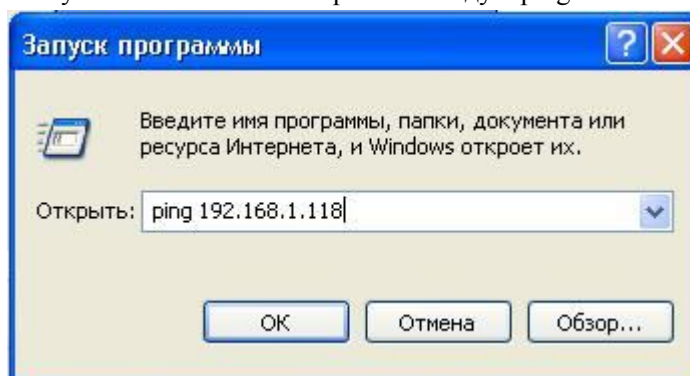 Запуск программы
Введите имя программы, папки, документа или
ресурса Интернета, и Windows откроет их.
Открыть: ping 192.168.1.118
ОК Отмена Обзор...